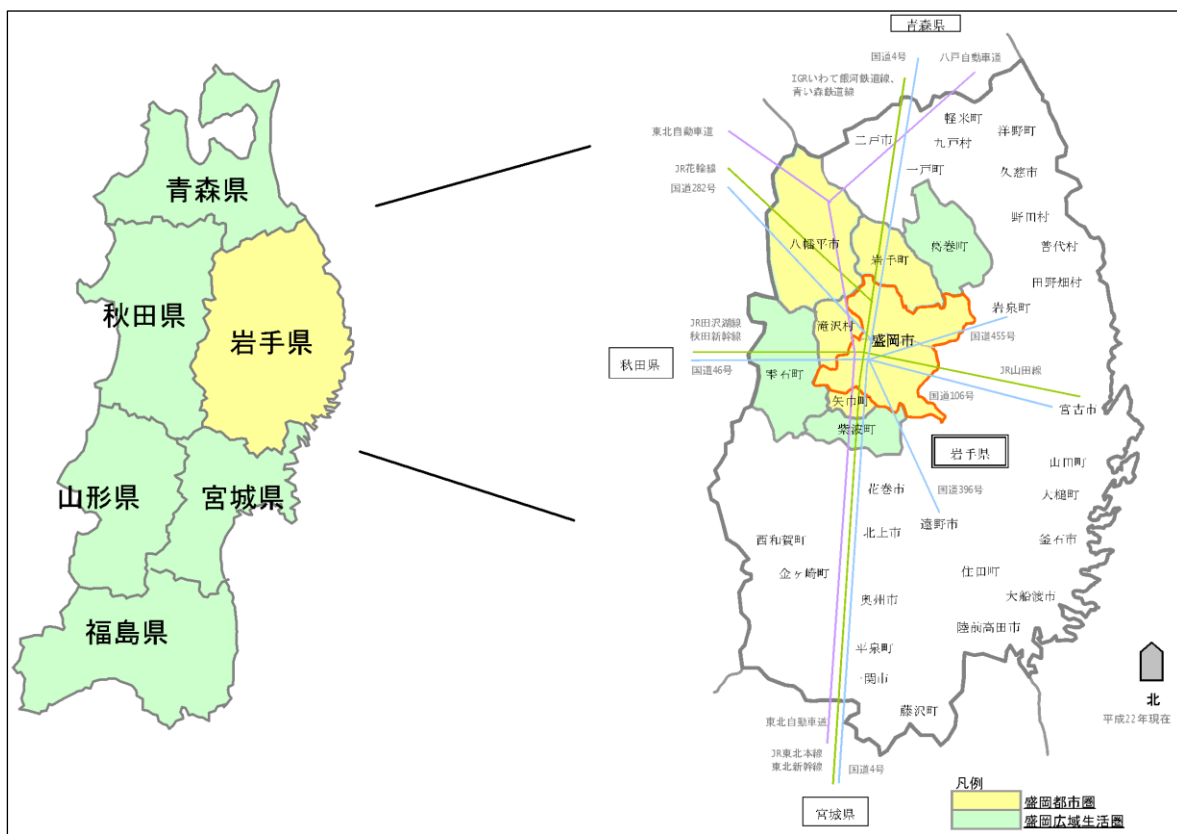 青森県
秋田県
岩手県
山形県
宮城県
福島県
青森県
国道4号
八戸自動車道
IGRいわて銀河鉄道線、
青い森鉄道線
東北自動車道
JR花輪線
国道282号
軽米町
洋野町
二戸市
九戸村
一戸町
久慈市
野田村
普代村
田野畑村
岩泉町
八幡平市
岩手町
葛巻町
滝沢村
盛岡市
国道455号
JR田沢湖線
秋田新幹線
秋田県
国道46号
雫石町
JR山田線
国道106号
宮古市
矢巾町
紫波町
岩手県
山田町
大槌町
国道396号
花巻市
遠野市
北上市
釜石市
西和賀町
金ヶ崎町
住田町
大船渡市
奥州市
陸前高田市
平泉町
一関市
藤沢町
北
平成22年現在
東北自動車道
JR東北本線
東北新幹線
国道4号
宮城県
凡例
盛岡都市圏
盛岡広域生活圏